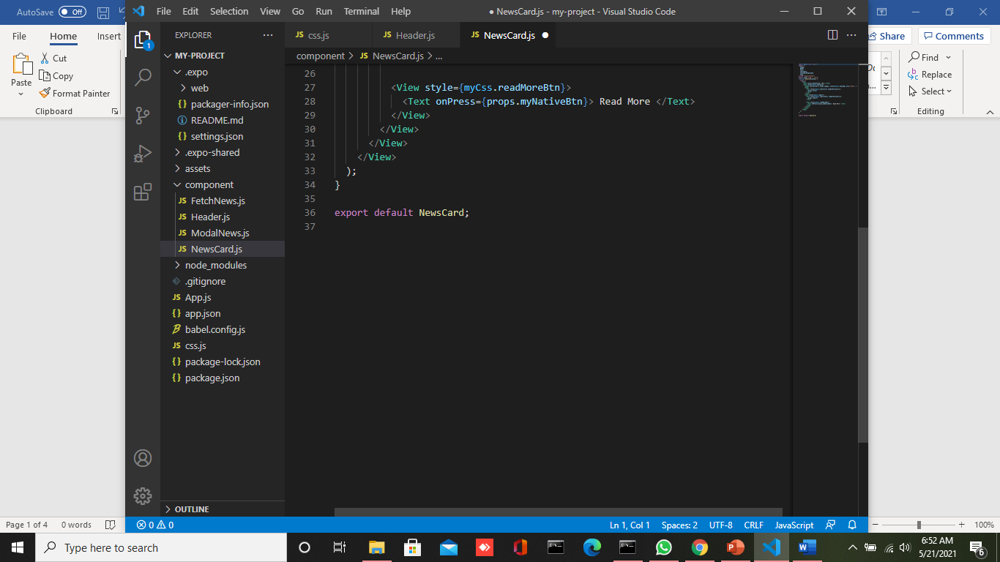 AutoSave Off
File Home Insert
Paste
Cut
Copy
Format Painter
Clipboard
File Edit Selection View Go Run Terminal Help
● NewsCard.js - my-project - Visual Studio Code
Share
Comments
Find
Replace
Select
Editing
EXPLORER
MY-PROJECT
.expo
web
packager-info.json
README.md
settings.json
.expo-shared
assets
component
FetchNews.js
Header.js
ModalNews.js
NewsCard.js
node_modules
.gitignore
App.js
app.json
babel.config.js
css.js
package-lock.json
package.json
OUTLINE
JS css.js JS Header.js JS NewsCard.js ●
component > JS NewsCard.js > ...
26
27 <View style={myCss.readMoreBtn}>
28 <Text onPress={props.myNativeBtn}> Read More </Text>
29 </View>
30 </View>
31 </View>
32 </View>
33 );
34 }
35
36 export default NewsCard;
37
0 0 Ln 1, Col 1 Spaces: 2 UTF-8 CRLF JavaScript
Page 1 of 4 0 words
100%
Type here to search
6:52 AM
5/21/2021
6